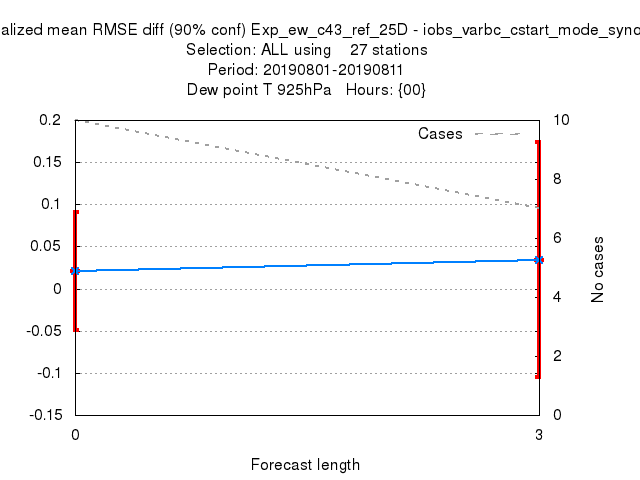 alized mean RMSE diff (90% conf) Exp_ew_c43_ref_25D - iobs_varbc_cstart_mode_syno
Selection: ALL using 27 stations
Period: 20190801-20190811
Dew point T 925hPa Hours: {00}
Cases
0.2
0.15
0.1
0.05
0
-0.05
-0.1
-0.15
10
8
6
4
2
0
No cases
0
3
Forecast length